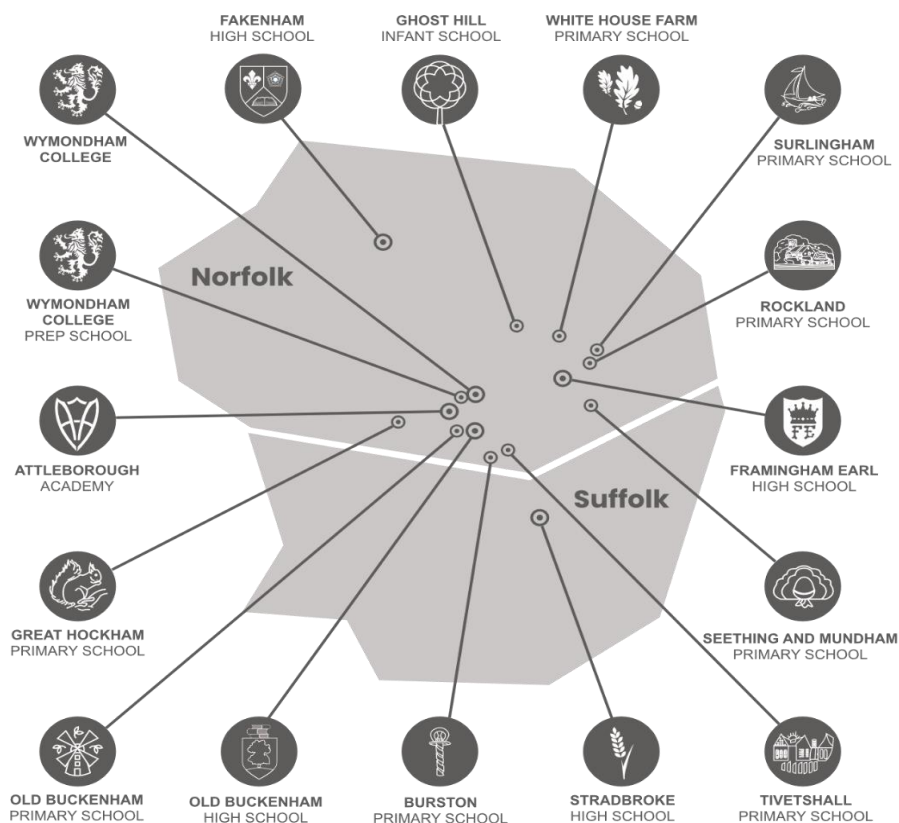 FAKENHAM
HIGH SCHOOL
GHOST HILL
INFANT SCHOOL
WHITE HOUSE FARM
PRIMARY SCHOOL
WYMONDHAM
COLLEGE
SURLINGHAM
PRIMARY SCHOOL
Norfolk
WYMONDHAM
COLLEGE
PREP SCHOOL
ROCKLAND
PRIMARY SCHOOL
ATTLEBOROUGH
ACADEMY
FE
FRAMINGHAM EARL
HIGH SCHOOL
Suffolk
GREAT HOCKHAM
PRIMARY SCHOOL
SEETHING AND MUNDHAM
PRIMARY SCHOOL
OLD BUCKENHAM
PRIMARY SCHOOL
OLD BUCKENHAM
HIGH SCHOOL
BURSTON
PRIMARY SCHOOL
STRADBROKE
HIGH SCHOOL
TIVETSHALL
PRIMARY SCHOOL